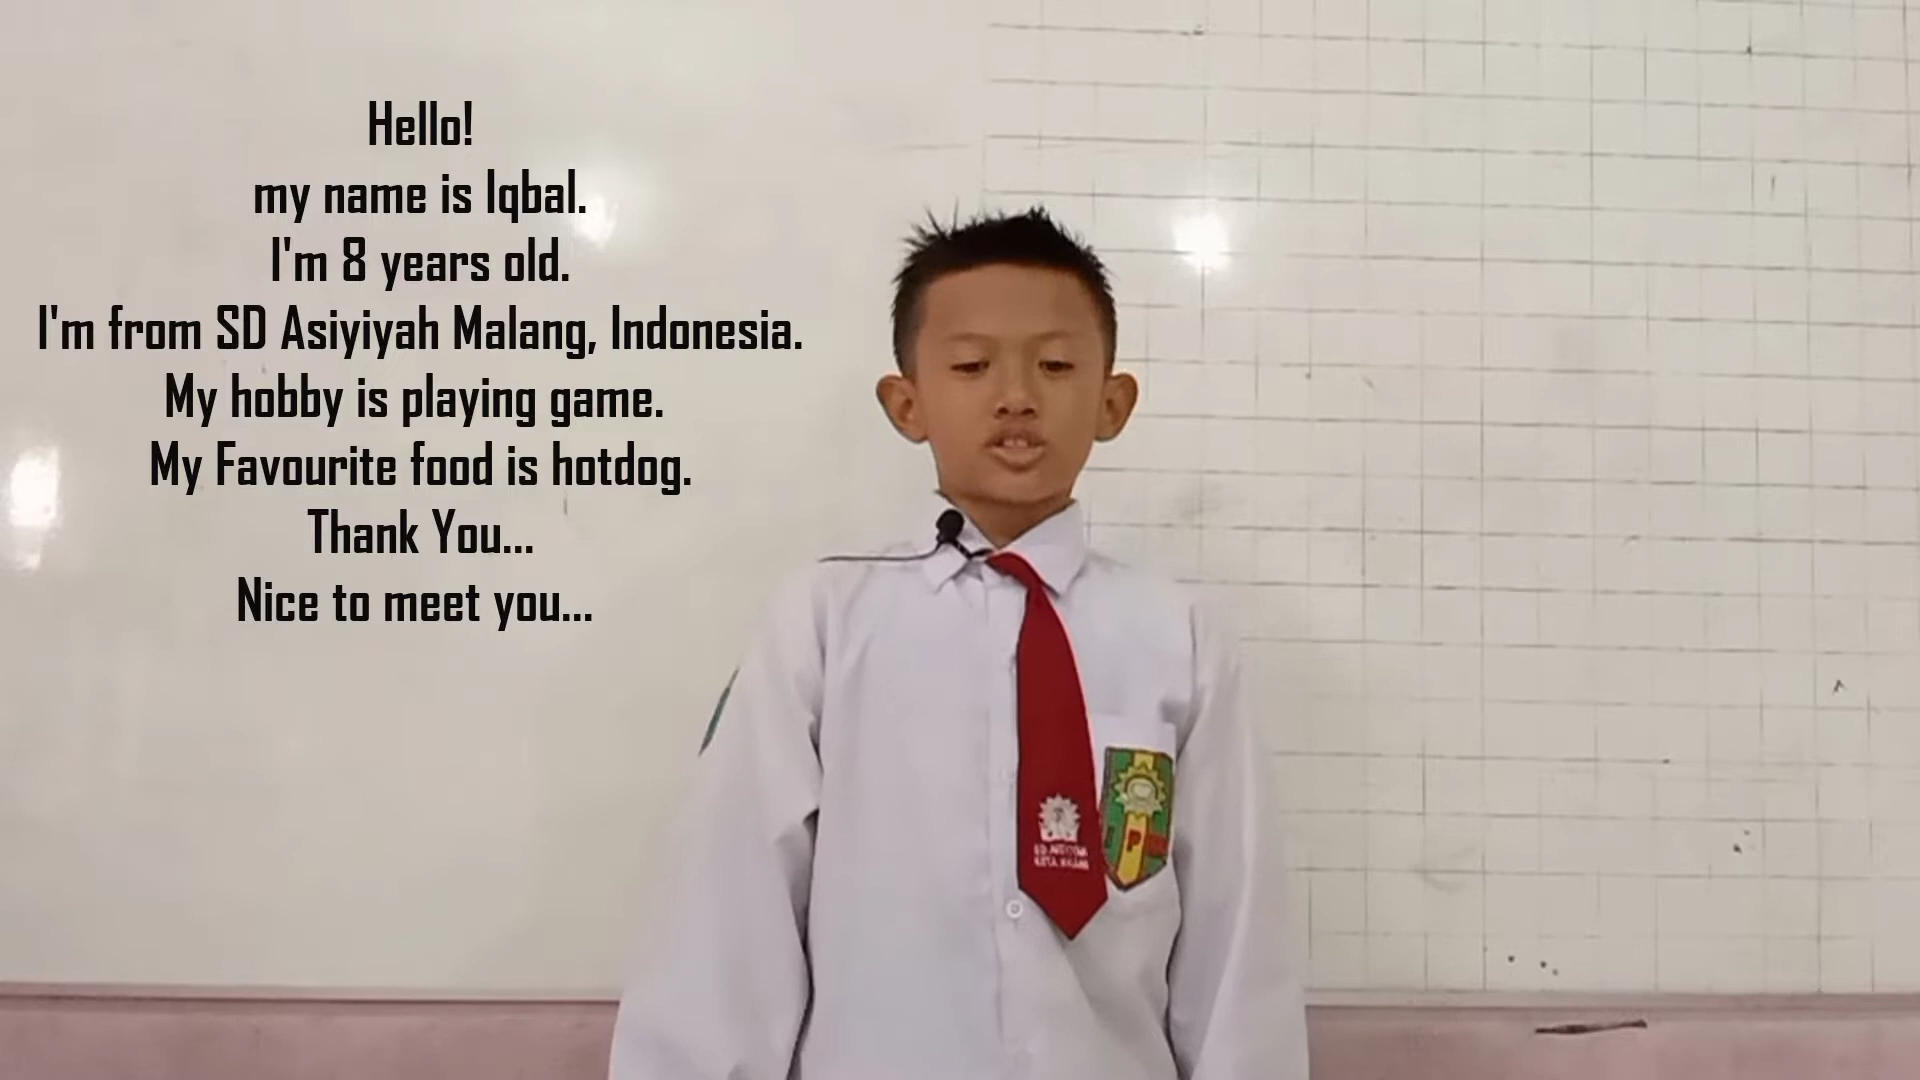 Hello!
my name is Iqbal.
I'm 8 years old.
I'm from SD Asiyiyah Malang, Indonesia.
My hobby is playing game.
My Favourite food is hotdog.
Thank You...
Nice to meet you...